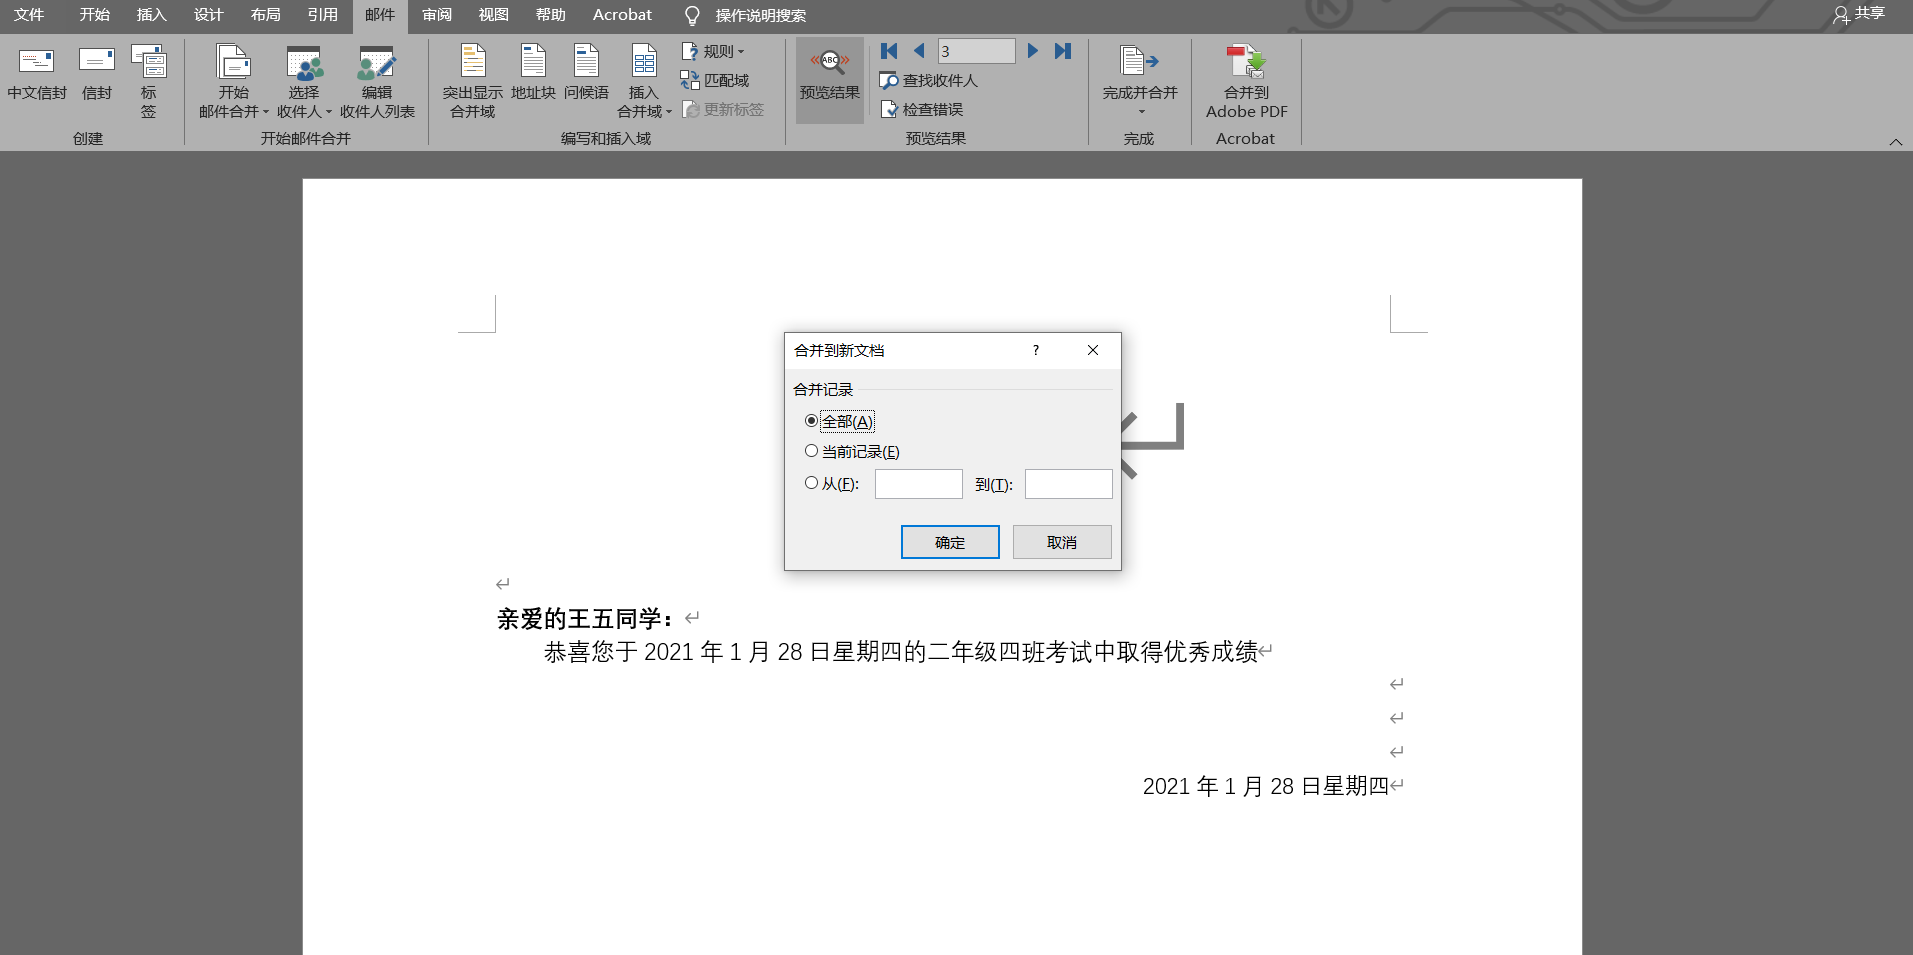 文件 开始 插入 设计 布局 引用 邮件 审阅 视图 帮助 Acrobat 操作说明搜索 共享
中文信封 信封 标签
创建
开始邮件合并 选择收件人 编辑收件人列表
开始邮件合并
突出显示合并域 地址块 问候语 插入合并域
规则
匹配域
更新标签
编写和插入域
预览结果
3
查找收件人
检查错误
预览结果
完成并合并
完成
合并到
Adobe PDF
Acrobat
合并到新文档 ?
合并记录
全部(A)
当前记录(E)
从(F): 到(T):
确定 取消
亲爱的王五同学：
恭喜您于 2021 年 1 月 28 日星期四的二年级四班考试中取得优秀成绩
2021 年 1 月 28 日星期四